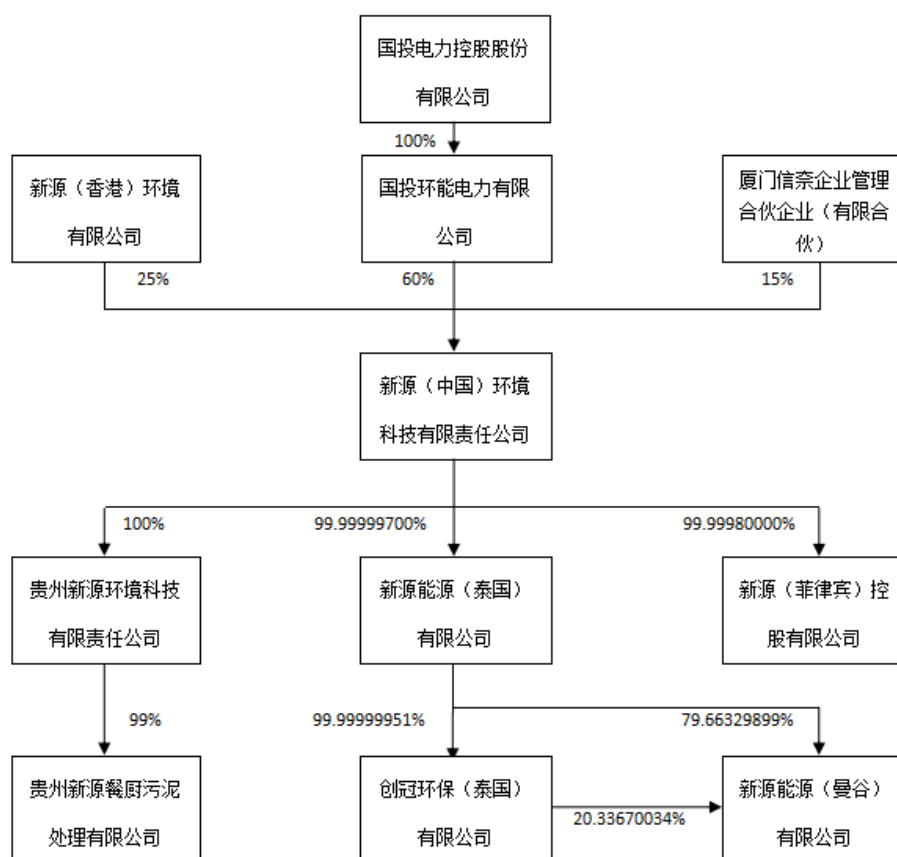 国投电力控股股份
有限公司
100%
新源（香港）环境
有限公司
国投环能电力有限
公司
厦门信奈企业管理
合伙企业（有限合
伙）
25%
60%
15%
新源（中国）环境
科技有限责任公司
100%
99.99999700%
99.99980000%
贵州新源环境科技
有限责任公司
新源能源（泰国）
有限公司
新源（菲律宾）控
股有限公司
99%
99.99999951%
79.66329899%
贵州新源餐厨污泥
处理有限公司
创冠环保（泰国）
有限公司
20.33670034%
新源能源（曼谷）
有限公司